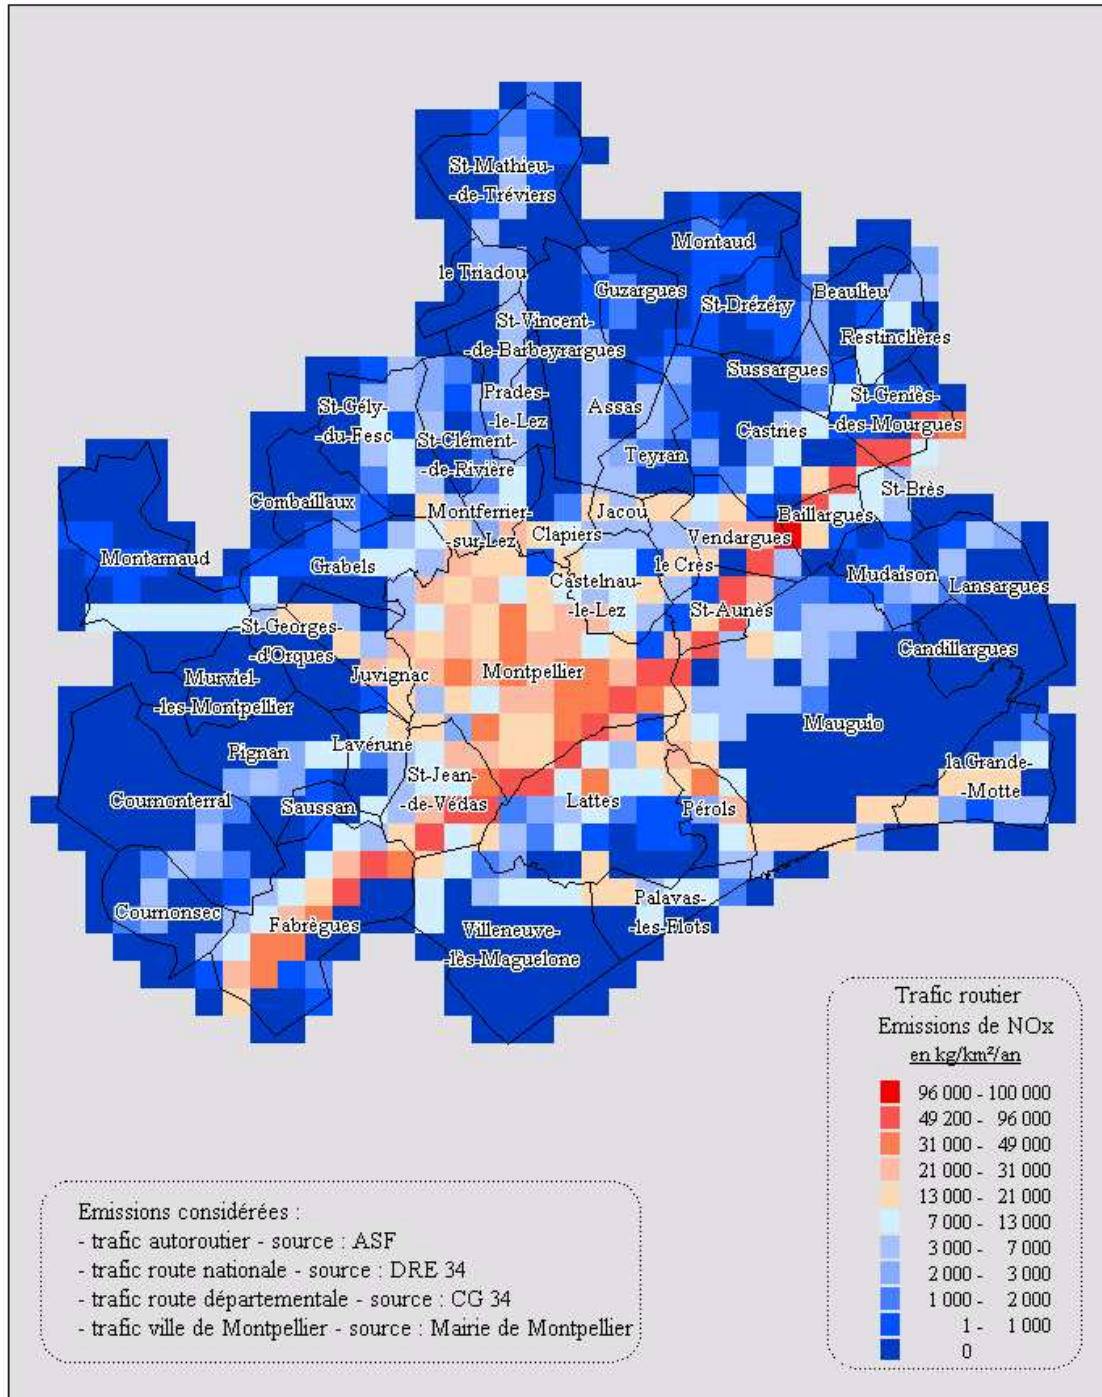 St-Mathieu-
-de-Tréviers
Montaud
le Triadou
Guzargues
St-Drézéry
Beaulieu
St-Vincent-
-de-Barbeyrargues
Restinclières
Sussargues
St-Gély-
-du-Fesc
Prades-
-le-Lez
Assas
St-Geniès-
-des-Mourgues
Castries
St-Clément-
-de-Rivière
Teyran
St-Brès
Combaillaux
Montferrier-
-sur-Lez
Jacou
Baillargues
Clapiers
Vendargues
Montarnaud
Grabels
le Crès
Mudaison
Lansargues
Castelnau-
-le-Lez
St-Aunès
St-Georges-
-d'Orques
Candillargues
Juvignac
Montpellier
Murviel-
-les-Montpellier
Mauguio
Pignan
Lavérune
la Grande-
-Motte
St-Jean-
-de-Védas
Cournonterral
Saussan
Lattes
Pérols
Cournonsec
Fabrègues
Palavas-
-les-Flots
Villeneuve-
-lès-Maguelone
Trafic routier
Emissions de NOx
en kg/km²/an
96 000 - 100 000
49 200 - 96 000
31 000 - 49 000
21 000 - 31 000
13 000 - 21 000
7 000 - 13 000
3 000 - 7 000
2 000 - 3 000
1 000 - 2 000
1 - 1 000
0
Emissions considérées :
- trafic autoroutier - source : ASF
- trafic route nationale - source : DRE 34
- trafic route départementale - source : CG 34
- trafic ville de Montpellier - source : Mairie de Montpellier